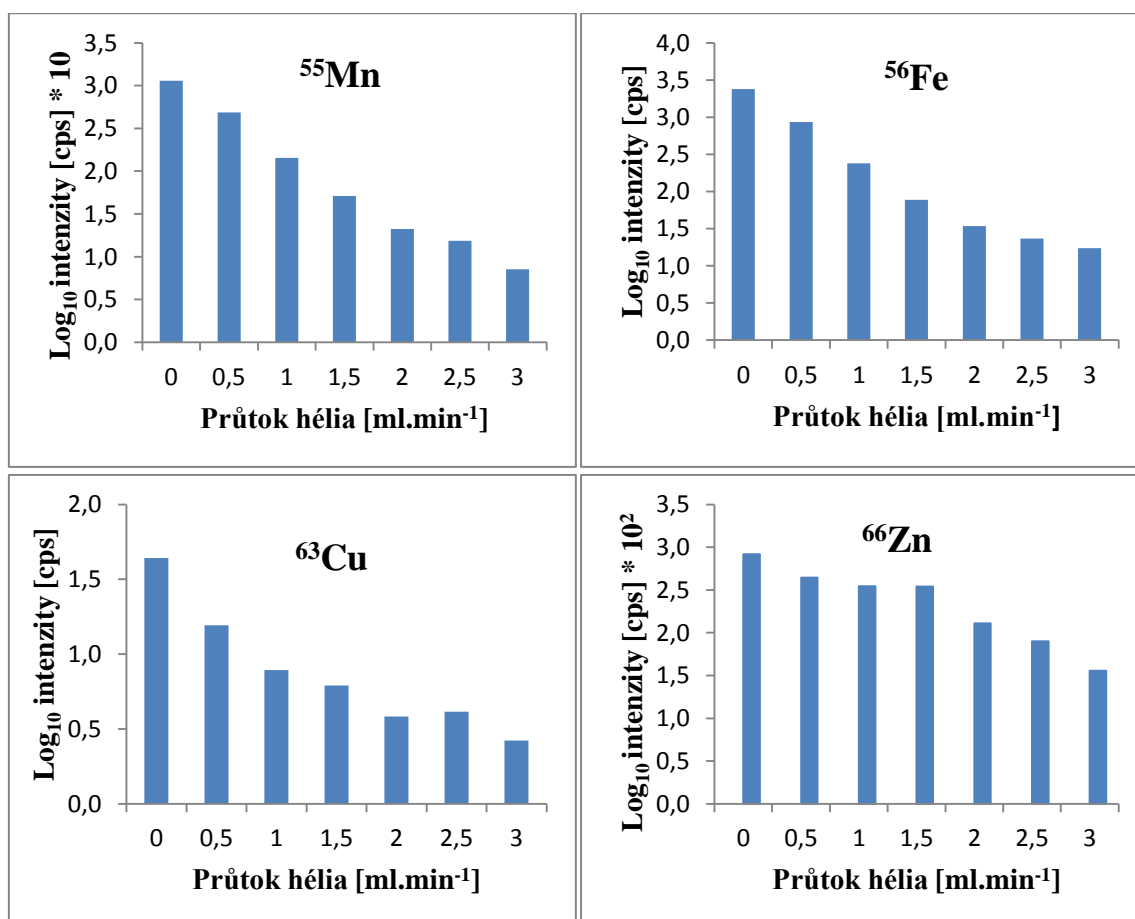 ⁵⁵Mn
Log₁₀ intenzity [cps] * 10
3,5
3,0
2,5
2,0
1,5
1,0
0,5
0,0
0 0,5 1 1,5 2 2,5 3
Průtok hélia [ml.min⁻¹]
⁵⁶Fe
Log₁₀ intenzity [cps]
4,0
3,5
3,0
2,5
2,0
1,5
1,0
0,5
0,0
0 0,5 1 1,5 2 2,5 3
Průtok hélia [ml.min⁻¹]
⁶³Cu
Log₁₀ intenzity [cps]
2,0
1,5
1,0
0,5
0,0
0 0,5 1 1,5 2 2,5 3
Průtok hélia [ml.min⁻¹]
⁶⁶Zn
Log₁₀ intenzity [cps] * 10²
3,5
3,0
2,5
2,0
1,5
1,0
0,5
0,0
0 0,5 1 1,5 2 2,5 3
Průtok hélia [ml.min⁻¹]